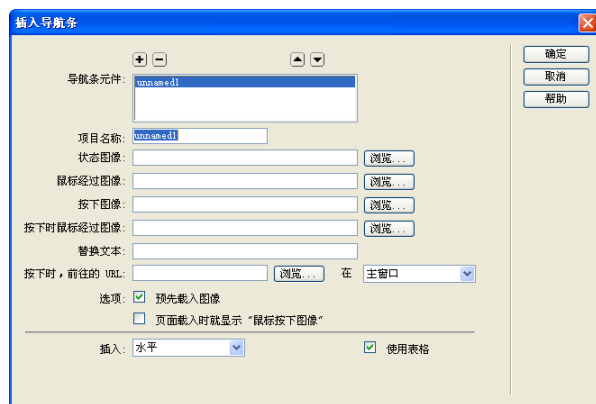 插入导航条
确定
导航条元件: unnamed1
取消
帮助
项目名称: unnamed1
状态图像: 浏览...
鼠标经过图像: 浏览...
按下图像: 浏览...
按下时鼠标经过图像: 浏览...
替换文本:
按下时，前往的 URL: 浏览... 在 主窗口
选项: 预先载入图像
页面载入时就显示“鼠标按下图像”
插入: 水平 使用表格